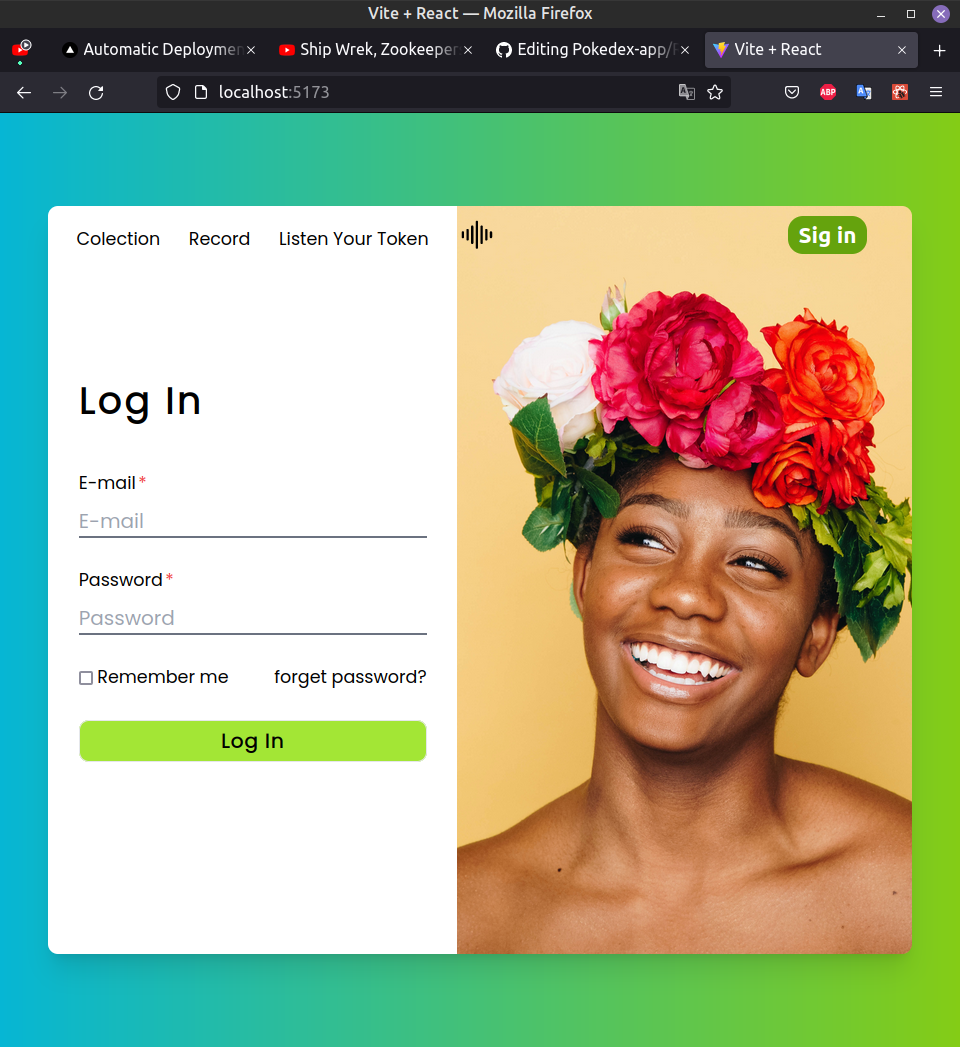 Vite + React — Mozilla Firefox
Automatic Deploymen
Ship Wrek, Zookeeper
Editing Pokedex-app/
Vite + React
localhost:5173
ABP
Colection
Record
Listen Your Token
Sig in
Log In
E-mail *
E-mail
Password *
Password
Remember me
forget password?
Log In